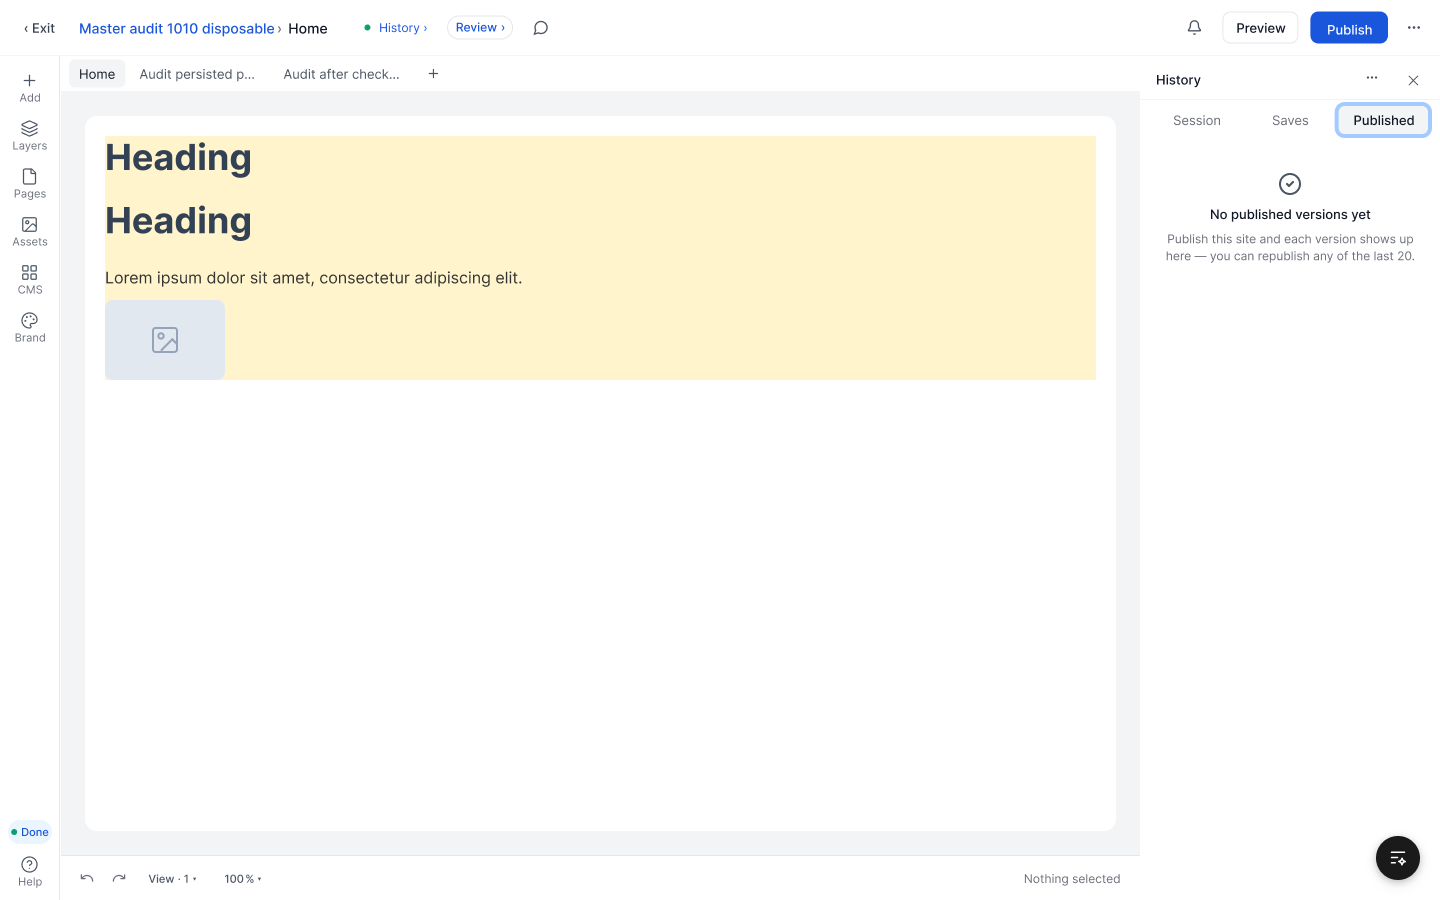 ‹ Exit
Master audit 1010 disposable › Home
History ›
Review ›
Preview
Publish
Add
Layers
Pages
Assets
CMS
Brand
Done
Help
Home
Audit persisted p...
Audit after check...
Heading
Heading
Lorem ipsum dolor sit amet, consectetur adipiscing elit.
View · 1
100 %
Nothing selected
History
Session
Saves
Published
No published versions yet
Publish this site and each version shows up
here — you can republish any of the last 20.